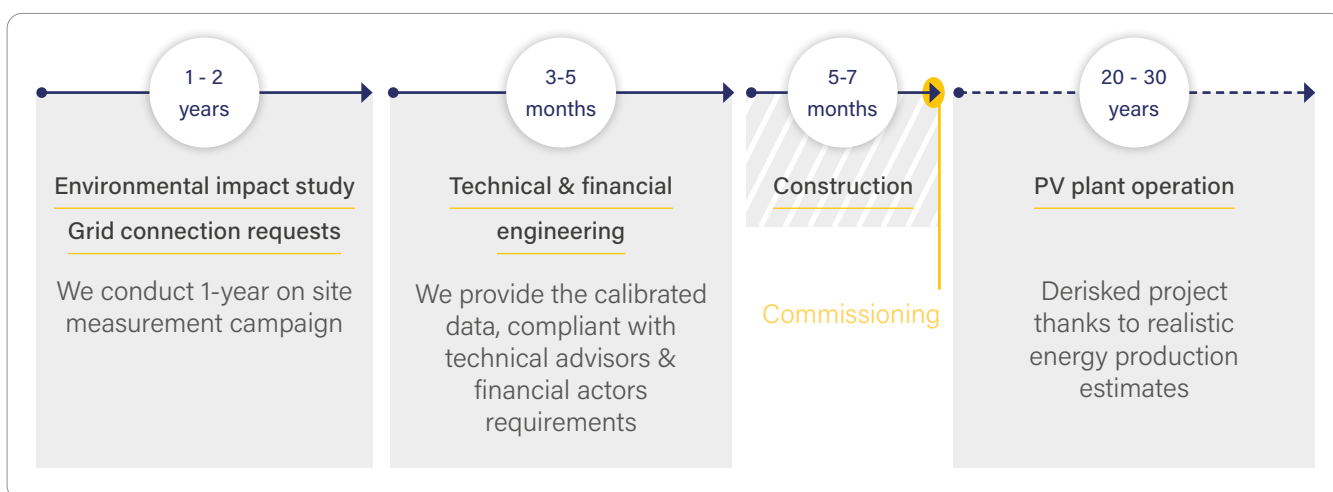 1 - 2
years
Environmental impact study
Grid connection requests
We conduct 1-year on site
measurement campaign
3-5
months
Technical & financial
engineering
We provide the calibrated
data, compliant with
technical advisors &
financial actors
requirements
5-7
months
Construction
Commissioning
20 - 30
years
PV plant operation
Derisked project
thanks to realistic
energy production
estimates